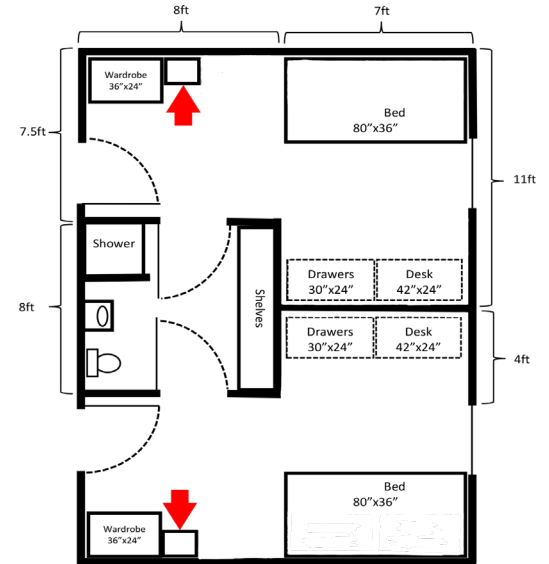 8ft
7ft
Wardrobe
36”x24”
Bed
80”x36”
7.5ft
11ft
Shower
Shelves
Drawers
30”x24”
Desk
42”x24”
8ft
Drawers
30”x24”
Desk
42”x24”
4ft
Bed
80”x36”
Wardrobe
36”x24”